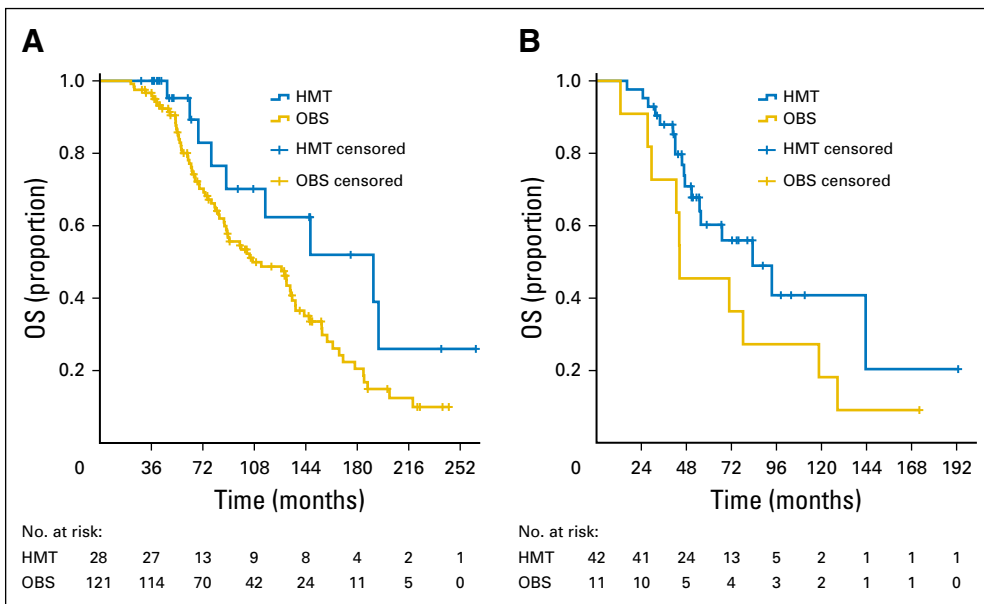 A
OS (proportion)
1.0
0.8
0.6
0.4
0.2
HMT
OBS
HMT censored
OBS censored
0 36 72 108 144 180 216 252
Time (months)
No. at risk:
HMT 28 27 13 9 8 4 2 1
OBS 121 114 70 42 24 11 5 0
B
OS (proportion)
1.0
0.8
0.6
0.4
0.2
HMT
OBS
HMT censored
OBS censored
0 24 48 72 96 120 144 168 192
Time (months)
No. at risk:
HMT 42 41 24 13 5 2 1 1 1
OBS 11 10 5 4 3 2 1 1 0